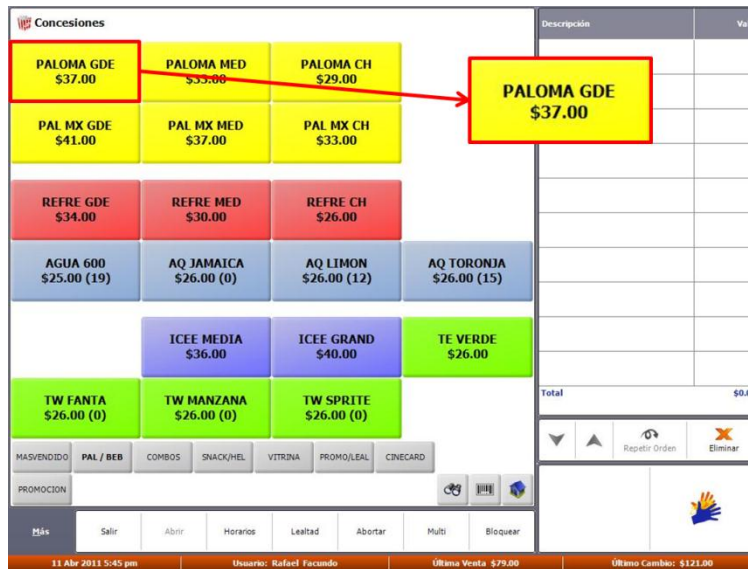 Concesiones
Descripción
PALOMA GDE
$37.00
PALOMA MED
$33.00
PALOMA CH
$29.00
PALOMA GDE
$37.00
PAL MX GDE
$41.00
PAL MX MED
$37.00
PAL MX CH
$33.00
REFRE GDE
$34.00
REFRE MED
$30.00
REFRE CH
$26.00
AGUA 600
$25.00 (19)
AQ JAMAICA
$26.00 (0)
AQ LIMON
$26.00 (12)
AQ TORONJA
$26.00 (15)
ICEE MEDIA
$36.00
ICEE GRAND
$40.00
TE VERDE
$26.00
TW FANTA
$26.00 (0)
TW MANZANA
$26.00 (0)
TW SPRITE
$26.00 (0)
Total
MASVENDIDO PAL / BEB COMBOS SNACK/HEL VITRINA PROMO/LEAL CINECARD
PROMOCION
Repetir Orden
Eliminar
Más Salir Abrir Horarios Lealtad Abortar Multi Bloquear
11 Abr 2011 5:45 pm Usuario: Rafael Facundo Última Venta $79.00 Último Cambio: $121.00